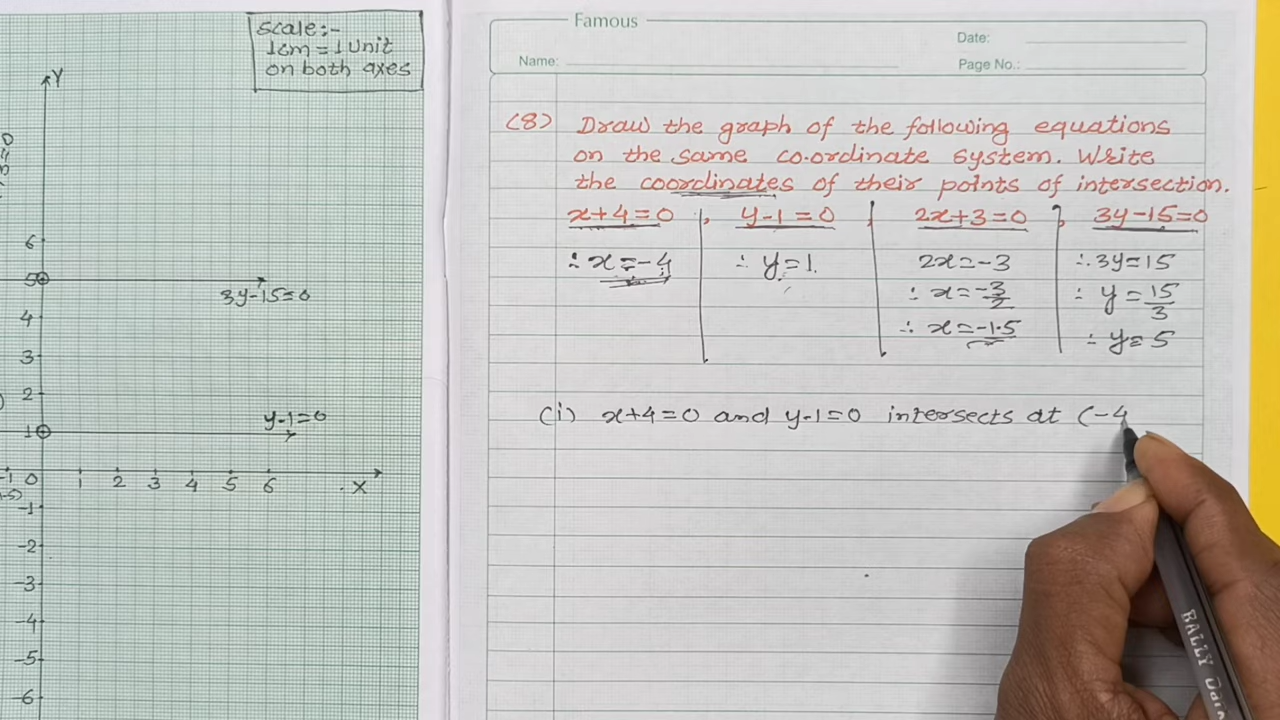 scale:-
1cm = 1 unit
on both axes
Y
6
5
3y-15=0
4
3
2
y-1=0
1
-1 0 1 2 3 4 5 6 X
-1
-2
-3
-4
-5
-6
Famous
Date:
Name:
Page No.:
(8) Draw the graph of the following equations
on the same co.ordinate system. Write
the coordinates of their points of intersection.
x+4=0 , y-1=0 , 2x+3=0 , 3y-15=0
∴ x=-4 ∴ y=1 2x=-3 ∴3y=15
∴ x=-3/2 ∴ y=15/3
∴ x=-1.5 ∴ y=5
(i) x+4=0 and y-1=0 intersects at (-4